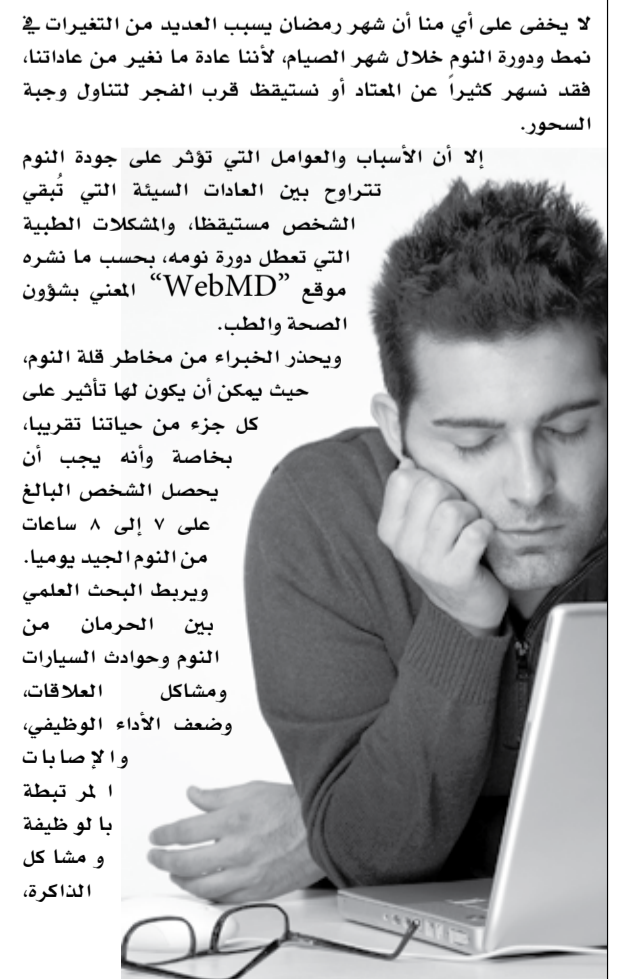 لا يخفى على أي منا أن شهر رمضان يسبب العديد من التغيرات في
نمط ودورة النوم خلال شهر الصيام، لأننا عادة ما نغير من عاداتنا،
فقد نسهر كثيراً عن المعتاد أو نستيقظ قرب الفجر لتناول وجبة
السحور.
إلا أن الأسباب والعوامل التي تؤثر على جودة النوم
تتراوح بين العادات السيئة التي تُبقي
الشخص مستيقظا، والمشكلات الطبية
التي تعطل دورة نومه، بحسب ما نشره
موقع ”WebMD“ المعني بشؤون
الصحة والطب.
ويحذر الخبراء من مخاطر قلة النوم،
حيث يمكن أن يكون لها تأثير على
كل جزء من حياتنا تقريبا،
بخاصة وأنه يجب أن
يحصل الشخص البالغ
على ٧ إلى ٨ ساعات
من النوم الجيد يوميا.
ويربط البحث العلمي
بين الحرمان من
النوم وحوادث السيارات
ومشاكل العلاقات،
وضعف الأداء الوظيفي،
والإصابات
المرتبطة
بالوظيفة
ومشاكل
الذاكرة،